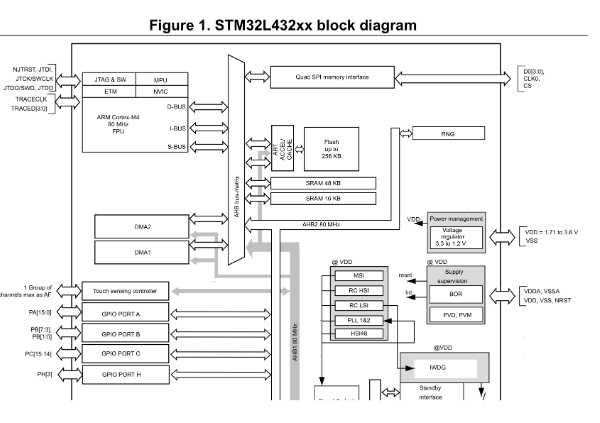 Figure 1. STM32L432xx block diagram
NJTRST, JTDI,
JTCK/SWCLK
JTDO/SWD, JTDO
TRACECLK
TRACED[3:0]
JTAG & SW
MPU
ETM
NVIC
ARM Cortex-M4
80 MHz
FPU
D-BUS
I-BUS
S-BUS
AHB bus-matrix
Quad SPI memory interface
D0[3:0],
CLK0,
CS
ART
ACCEL/
CACHE
Flash
up to
256 KB
RNG
SRAM 48 KB
SRAM 16 KB
AHB2 80 MHz
DMA2
DMA1
VDD
Power management
Voltage
regulator
3.3 to 1.2 V
VDD = 1.71 to 3.6 V
VSS
@ VDD
MSI
RC HSI
RC LSI
PLL 1&2
HSI48
@ VDD
reset
Int
Supply
supervision
BOR
PVD, PVM
VDDA, VSSA
VDD, VSS, NRST
1 Group of
channels max as AF
Touch sensing controller
PA[15:0]
GPIO PORT A
PB[7:3],
PB[1:0]
GPIO PORT B
PC[15:14]
GPIO PORT C
PH[3]
GPIO PORT H
AHB1 80 MHz
@VDD
IWDG
Standby
interface